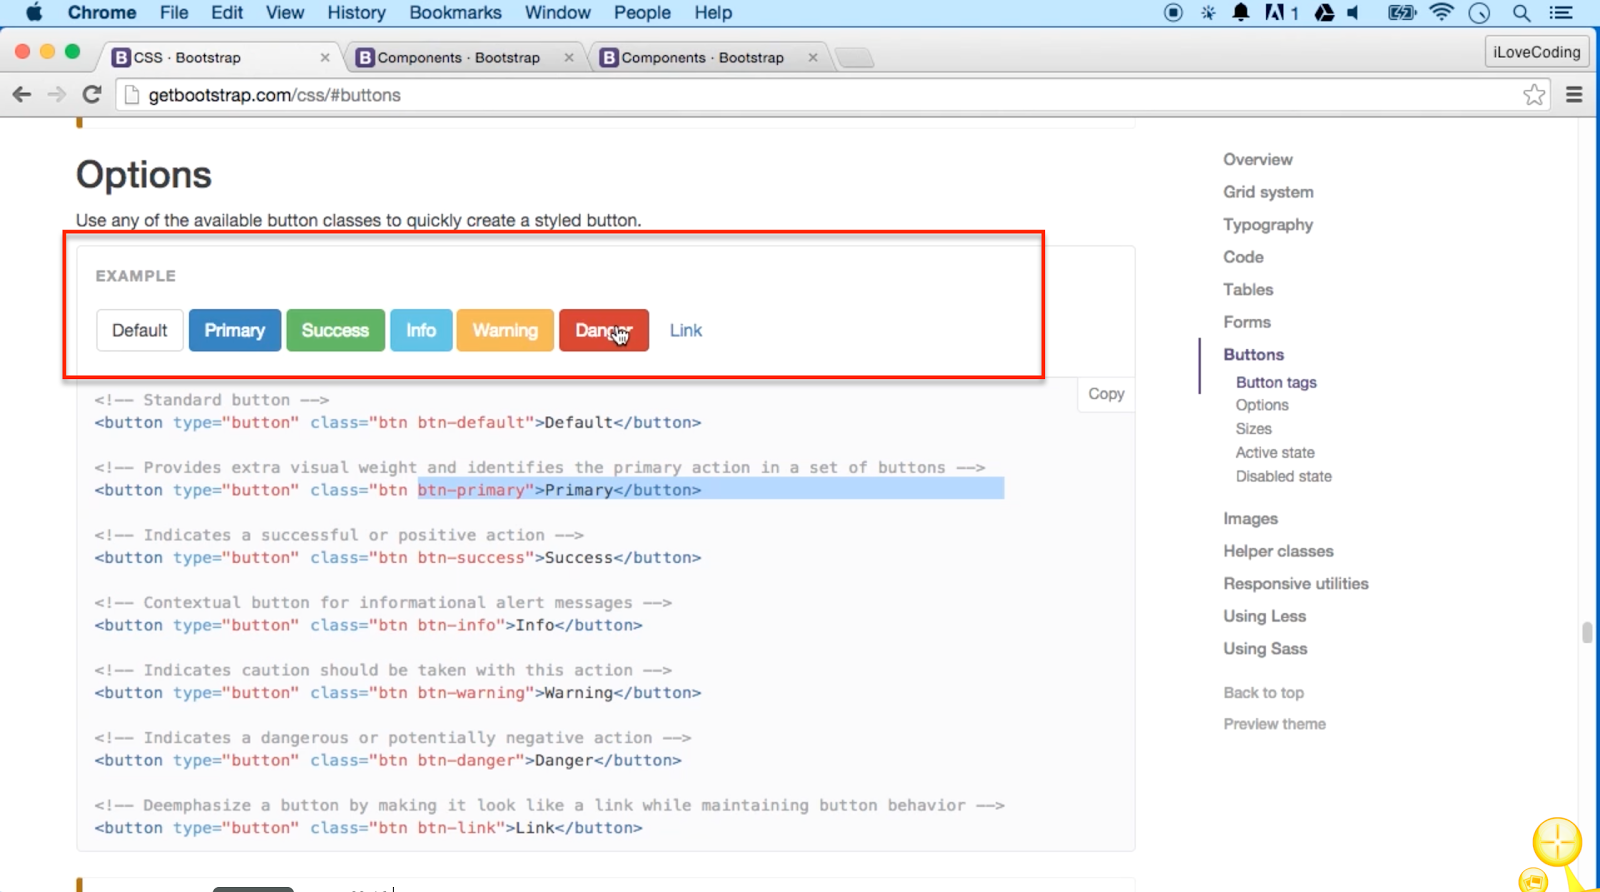 Chrome File Edit View History Bookmarks Window People Help 1
CSS · Bootstrap × Components · Bootstrap × Components · Bootstrap × iLoveCoding
getbootstrap.com/css/#buttons
Options
Use any of the available button classes to quickly create a styled button.
EXAMPLE
Default Primary Success Info Warning Danger Link
Copy
<!-- Standard button -->
<button type="button" class="btn btn-default">Default</button>
<!-- Provides extra visual weight and identifies the primary action in a set of buttons -->
<button type="button" class="btn btn-primary">Primary</button>
<!-- Indicates a successful or positive action -->
<button type="button" class="btn btn-success">Success</button>
<!-- Contextual button for informational alert messages -->
<button type="button" class="btn btn-info">Info</button>
<!-- Indicates caution should be taken with this action -->
<button type="button" class="btn btn-warning">Warning</button>
<!-- Indicates a dangerous or potentially negative action -->
<button type="button" class="btn btn-danger">Danger</button>
<!-- Deemphasize a button by making it look like a link while maintaining button behavior -->
<button type="button" class="btn btn-link">Link</button>
Overview
Grid system
Typography
Code
Tables
Forms
Buttons
Button tags
Options
Sizes
Active state
Disabled state
Images
Helper classes
Responsive utilities
Using Less
Using Sass
Back to top
Preview theme